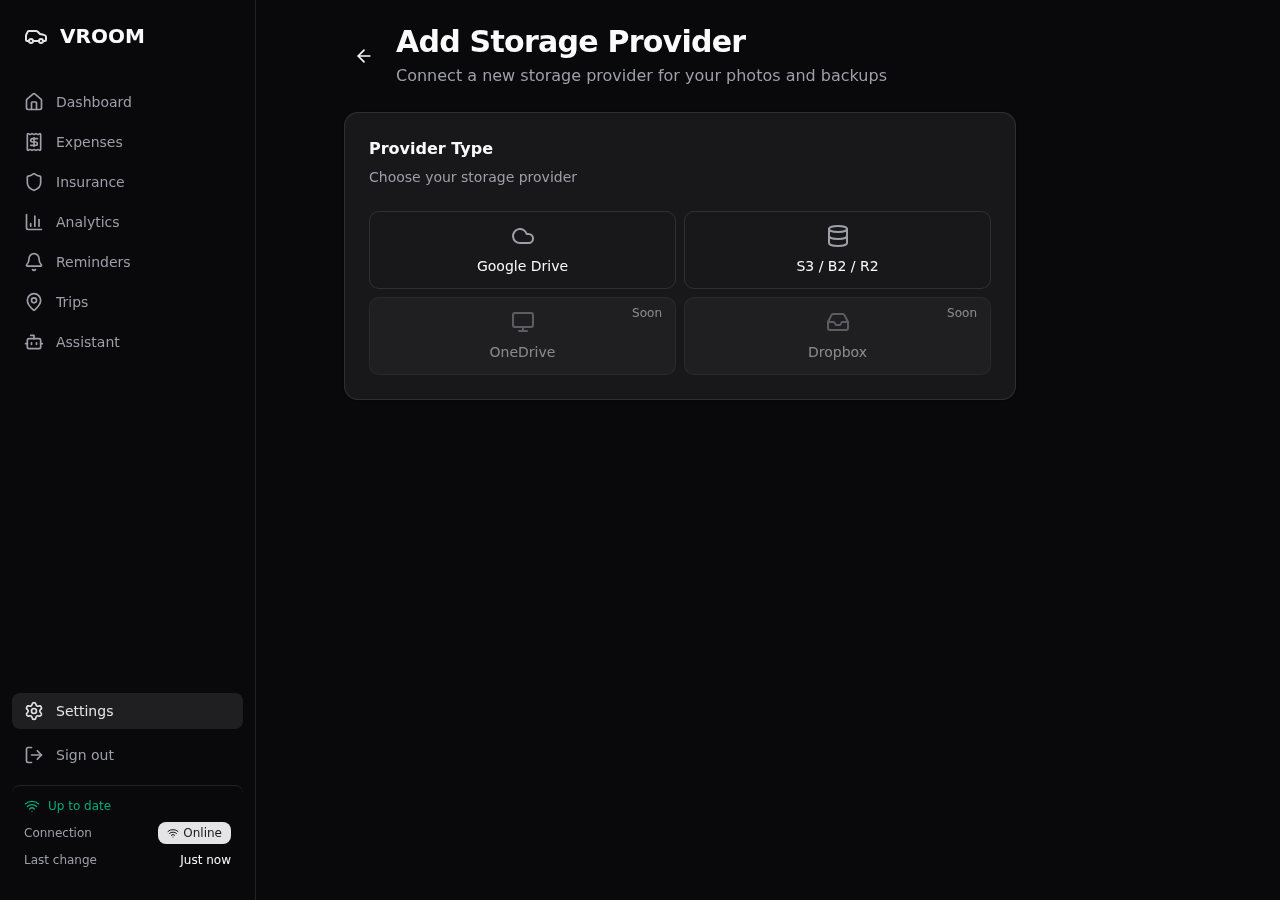 VROOM
Dashboard
Expenses
Insurance
Analytics
Reminders
Trips
Assistant
Settings
Sign out
Up to date
Connection
Online
Last change
Just now
Add Storage Provider
Connect a new storage provider for your photos and backups
Provider Type
Choose your storage provider
Google Drive
S3 / B2 / R2
Soon
OneDrive
Soon
Dropbox